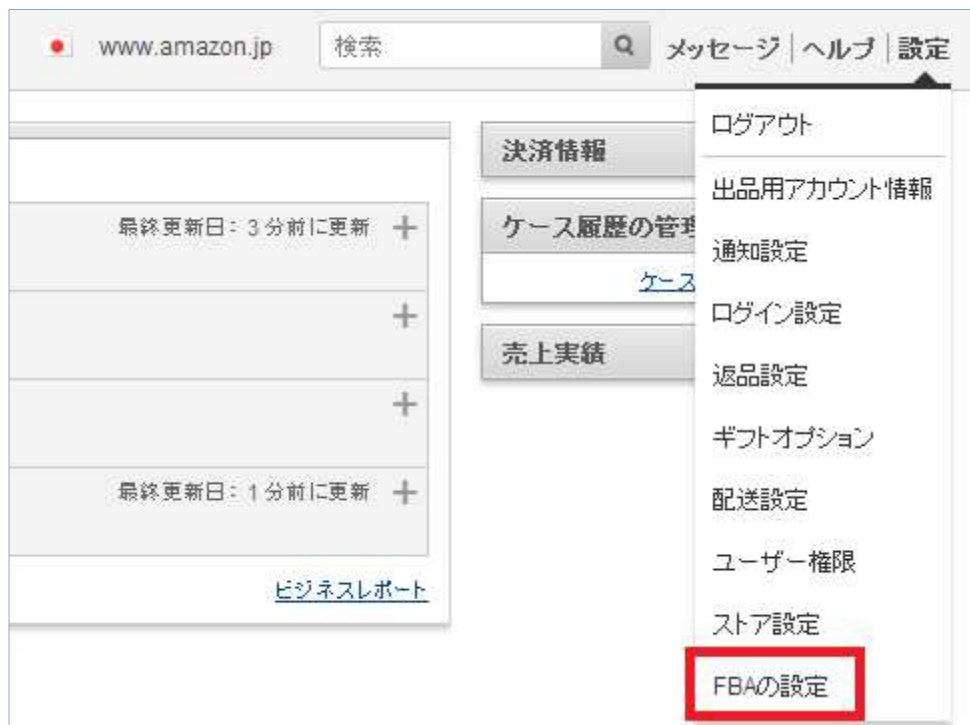 www.amazon.jp 検索 メッセージ | ヘルプ | 設定
ログアウト
決済情報
出品用アカウント情報
最終更新日: 3分前に更新
ケース履歴の管理
通知設定
ケース
ログイン設定
売上実績
返品設定
ギフトオプション
最終更新日: 1分前に更新
配送設定
ユーザー権限
ビジネスレポート
ストア設定
FBAの設定